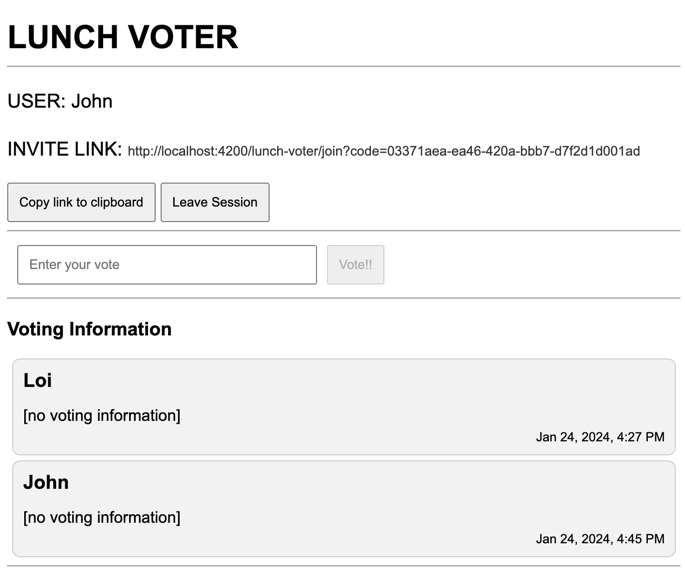 LUNCH VOTER
USER: John
INVITE LINK: http://localhost:4200/lunch-voter/join?code=03371aea-ea46-420a-bbb7-d7f2d1d001ad
Copy link to clipboard Leave Session
Enter your vote Vote!!
Voting Information
Loi
[no voting information]
Jan 24, 2024, 4:27 PM
John
[no voting information]
Jan 24, 2024, 4:45 PM